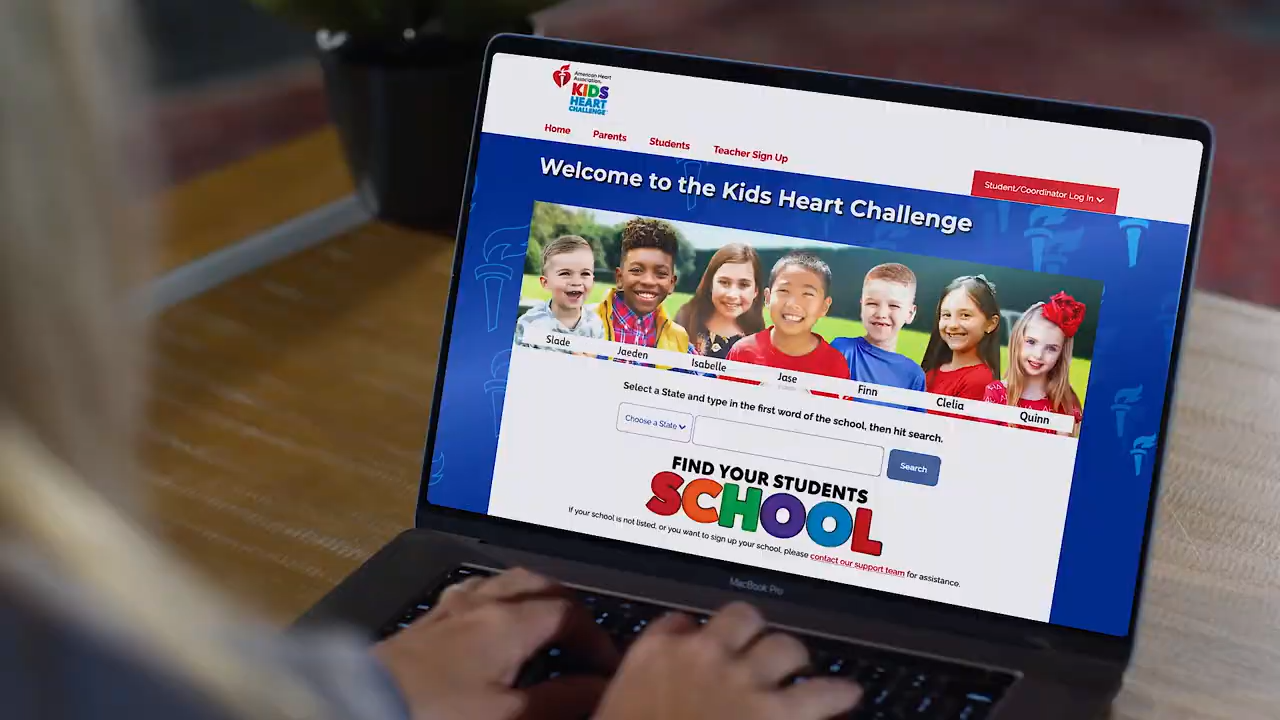 American Heart
Association.
KIDS
HEART
CHALLENGE
Home Parents Students Teacher Sign Up
Student/Coordinator Log In
Welcome to the Kids Heart Challenge
Slade Jaeden Isabelle Jase Finn Clelia Quinn
Select a State and type in the first word of the school, then hit search.
Choose a State
Search
FIND YOUR STUDENTS
SCHOOL
If your school is not listed, or you want to sign up your school, please contact our support team for assistance.
MacBook Pro